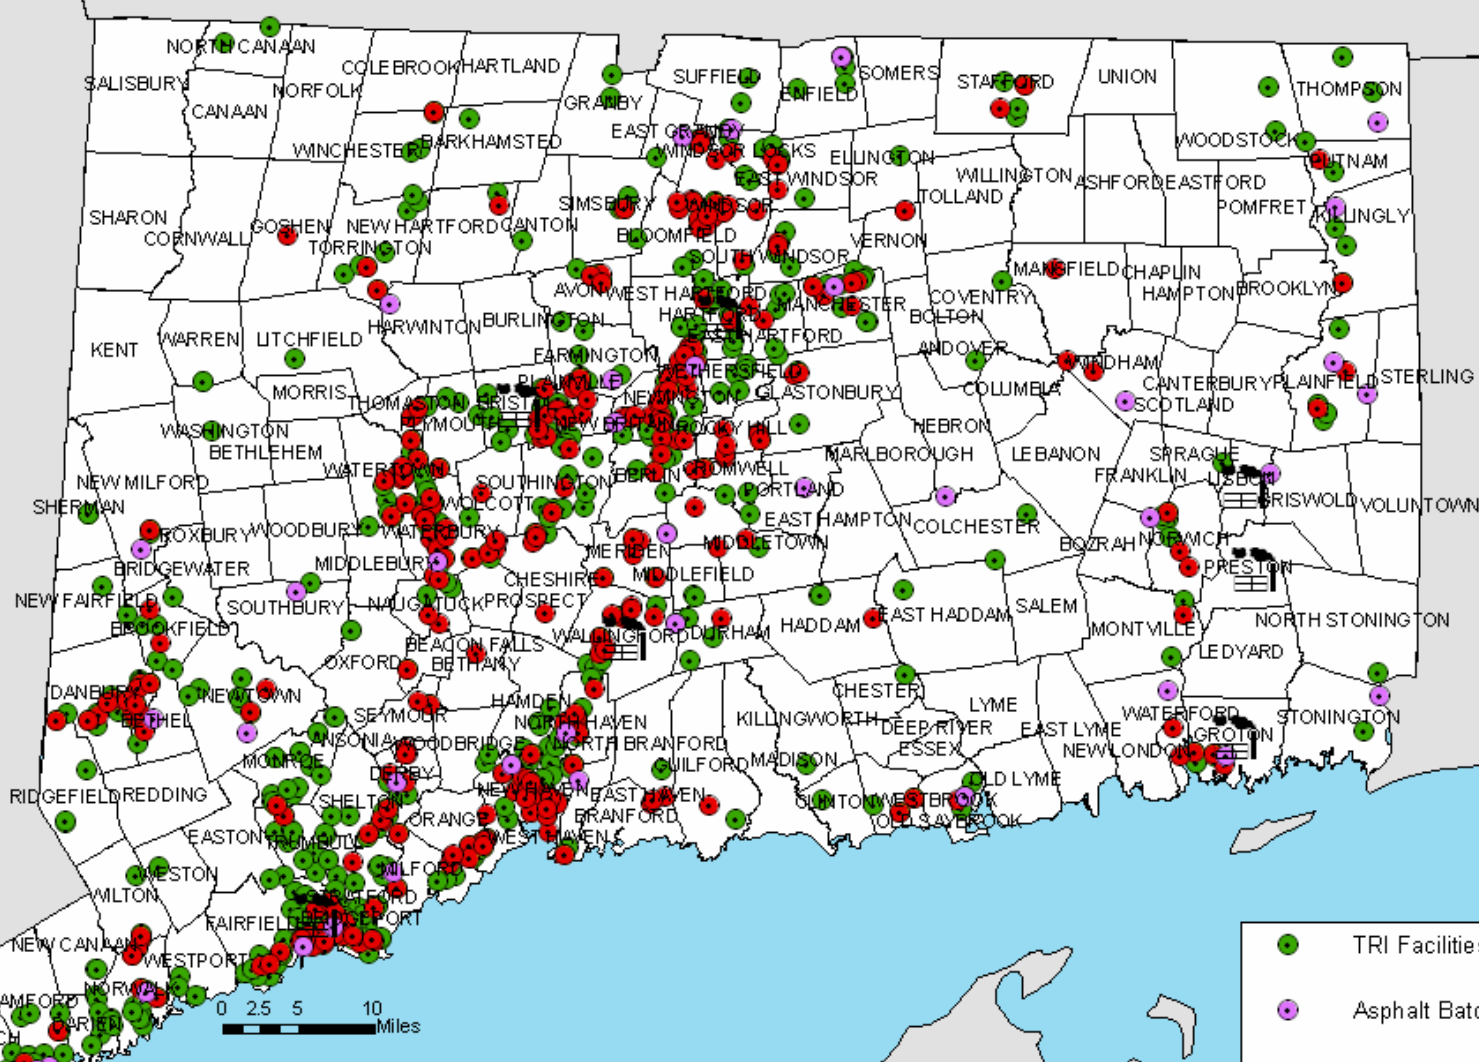 NORTH CANAAN
COLEBROOK
HARTLAND
SALISBURY
NORFOLK
CANAAN
GRANBY
SUFFIELD
ENFIELD
SOMERS
STAFFORD
UNION
THOMPSON
WOODSTOCK
EAST GRANBY
BARKHAMSTED
WINCHESTER
WINDSOR LOCKS
ELLINGTON
PUTNAM
EAST WINDSOR
WILLINGTON
ASHFORD
EASTFORD
TOLLAND
SIMSBURY
WINDSOR
POMFRET
KILLINGLY
SHARON
CORNWALL
GOSHEN
NEW HARTFORD
CANTON
BLOOMFIELD
VERNON
TORRINGTON
SOUTH WINDSOR
MANSFIELD
CHAPLIN
HAMPTON
BROOKLYN
AVON
WEST HARTFORD
MANCHESTER
COVENTRY
BOLTON
HARTFORD
EAST HARTFORD
KENT
WARREN
LITCHFIELD
HARWINTON
BURLINGTON
ANDOVER
FARMINGTON
WINDHAM
WETHERSFIELD
PLAINVILLE
MORRIS
GLASTONBURY
COLUMBIA
CANTERBURY
PLAINFIELD
STERLING
SCOTLAND
THOMASTON
BRISTOL
NEWINGTON
PLYMOUTH
NEW BRITAIN
ROCKY HILL
HEBRON
WASHINGTON
BETHLEHEM
MARLBOROUGH
LEBANON
SPRAGUE
FRANKLIN
WATERTOWN
CROMWELL
BERLIN
NEW MILFORD
SOUTHINGTON
PORTLAND
LISBON
GRISWOLD
VOLUNTOWN
SHERMAN
WOLCOTT
EAST HAMPTON
COLCHESTER
ROXBURY
WOODBURY
WATERBURY
MERIDEN
MIDDLETOWN
BOZRAH
NORWICH
PRESTON
BRIDGEWATER
MIDDLEBURY
CHESHIRE
MIDDLEFIELD
NEW FAIRFIELD
SOUTHBURY
NAUGATUCK
PROSPECT
EAST HADDAM
SALEM
NORTH STONINGTON
BROOKFIELD
HADDAM
MONTVILLE
WALLINGFORD
DURHAM
BEACON FALLS
BETHANY
LEDYARD
OXFORD
DANBURY
NEWTOWN
HAMDEN
CHESTER
LYME
BETHEL
SEYMOUR
NORTH HAVEN
KILLINGWORTH
DEEP RIVER
EAST LYME
WATERFORD
STONINGTON
GROTON
ANSONIA
WOODBRIDGE
NORTH BRANFORD
ESSEX
NEW LONDON
MONROE
DERBY
GUILFORD
MADISON
OLD LYME
RIDGEFIELD
REDDING
NEW HAVEN
EAST HAVEN
SHELTON
CLINTON
WESTBROOK
ORANGE
BRANFORD
OLD SAYBROOK
EASTON
TRUMBULL
WEST HAVEN
MILFORD
WESTON
WILTON
STRATFORD
BRIDGEPORT
FAIRFIELD
NEW CANAAN
WESTPORT
NORWALK
AMFORD
DARIEN
CH
0 2.5 5 10
Miles
TRI Facilities
Asphalt Batc